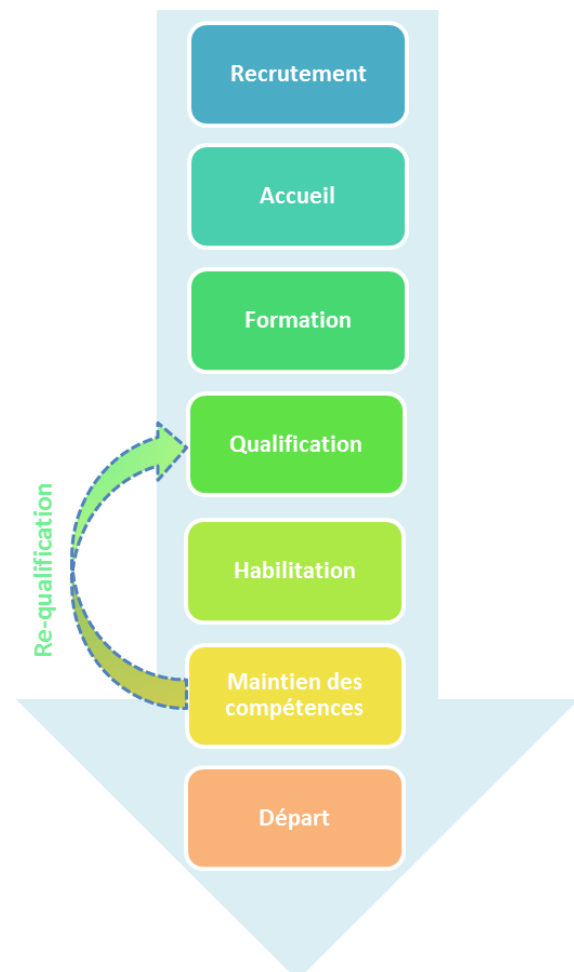 Recrutement
Accueil
Formation
Qualification
Re-qualification
Habilitation
Maintien des
compétences
Départ